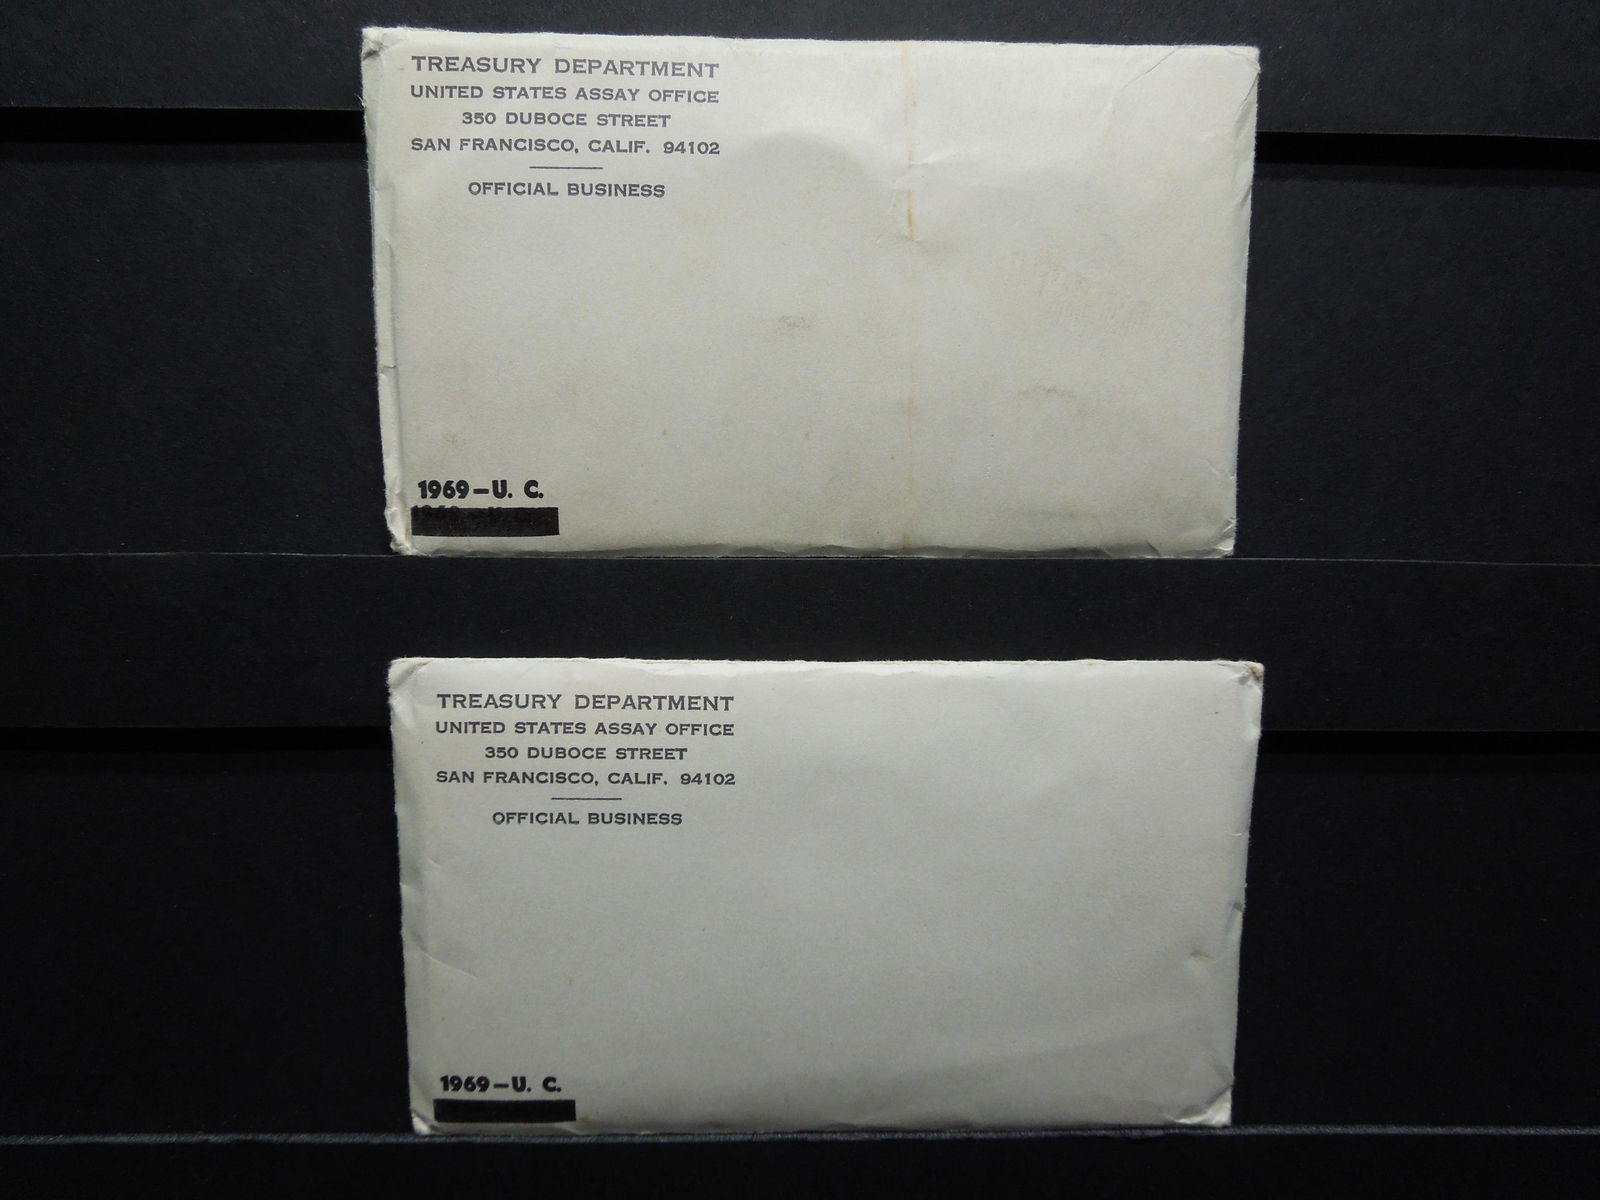 TREASURY DEPARTMENT
UNITED STATES ASSAY OFFICE
350 DUBOCE STREET
SAN FRANCISCO, CALIF. 94102
OFFICIAL BUSINESS
1969-U. C.
TREASURY DEPARTMENT
UNITED STATES ASSAY OFFICE
350 DUBOCE STREET
SAN FRANCISCO, CALIF. 94102
OFFICIAL BUSINESS
1969-U. C.